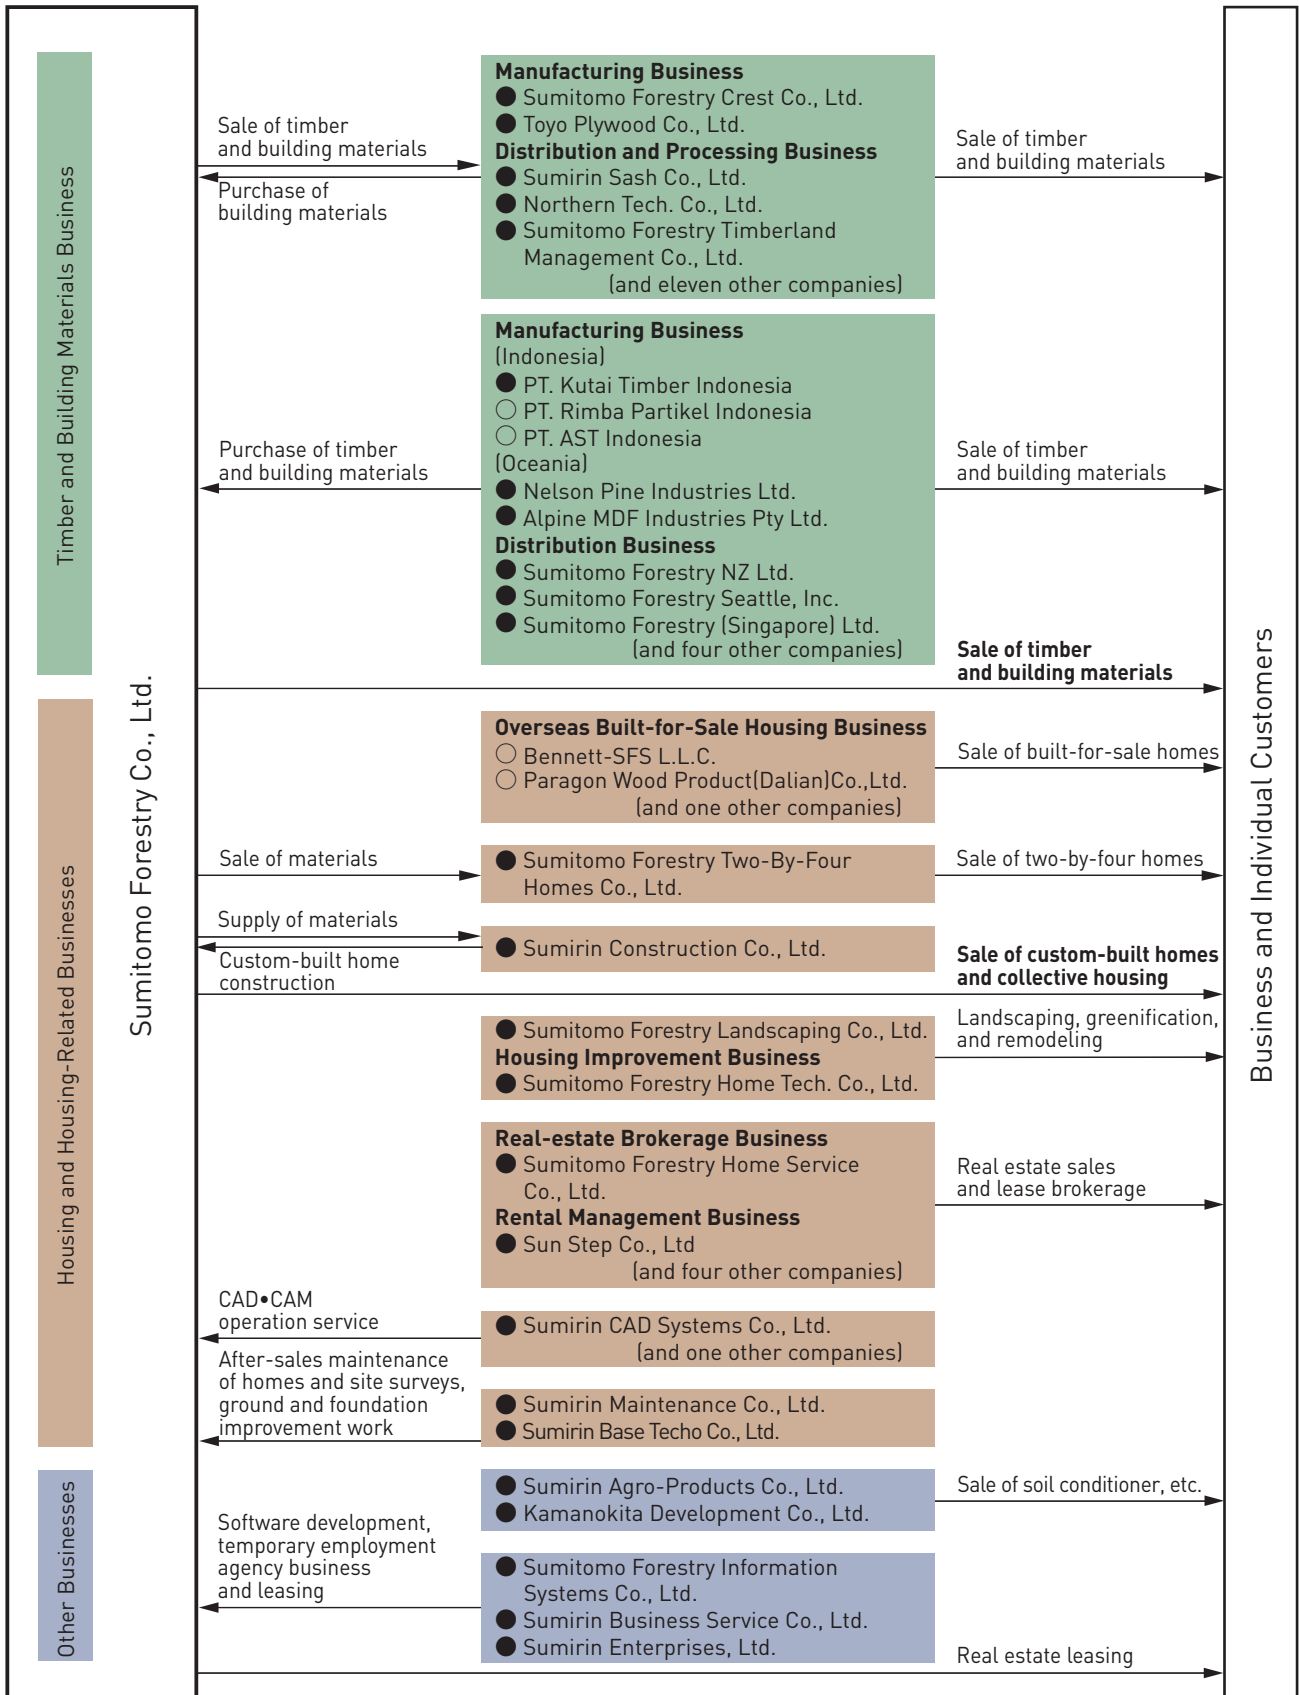 Timber and Building Materials Business
Housing and Housing-Related Businesses
Other Businesses
Sumitomo Forestry Co., Ltd.
Sale of timber
and building materials
Purchase of
building materials
Manufacturing Business
● Sumitomo Forestry Crest Co., Ltd.
● Toyo Plywood Co., Ltd.
Distribution and Processing Business
● Sumirin Sash Co., Ltd.
● Northern Tech. Co., Ltd.
● Sumitomo Forestry Timberland
Management Co., Ltd.
(and eleven other companies)
Sale of timber
and building materials
Purchase of timber
and building materials
Manufacturing Business
(Indonesia)
● PT. Kutai Timber Indonesia
○ PT. Rimba Partikel Indonesia
○ PT. AST Indonesia
(Oceania)
● Nelson Pine Industries Ltd.
● Alpine MDF Industries Pty Ltd.
Distribution Business
● Sumitomo Forestry NZ Ltd.
● Sumitomo Forestry Seattle, Inc.
● Sumitomo Forestry (Singapore) Ltd.
(and four other companies)
Sale of timber
and building materials
Sale of timber
and building materials
Overseas Built-for-Sale Housing Business
○ Bennett-SFS L.L.C.
○ Paragon Wood Product(Dalian)Co.,Ltd.
(and one other companies)
Sale of built-for-sale homes
Sale of materials
● Sumitomo Forestry Two-By-Four
Homes Co., Ltd.
Sale of two-by-four homes
Supply of materials
Custom-built home
construction
● Sumirin Construction Co., Ltd.
Sale of custom-built homes
and collective housing
● Sumitomo Forestry Landscaping Co., Ltd.
Housing Improvement Business
● Sumitomo Forestry Home Tech. Co., Ltd.
Landscaping, greenification,
and remodeling
Real-estate Brokerage Business
● Sumitomo Forestry Home Service
Co., Ltd.
Rental Management Business
● Sun Step Co., Ltd
(and four other companies)
Real estate sales
and lease brokerage
CAD•CAM
operation service
● Sumirin CAD Systems Co., Ltd.
(and one other companies)
After-sales maintenance
of homes and site surveys,
ground and foundation
improvement work
● Sumirin Maintenance Co., Ltd.
● Sumirin Base Techo Co., Ltd.
● Sumirin Agro-Products Co., Ltd.
● Kamanokita Development Co., Ltd.
Sale of soil conditioner, etc.
Software development,
temporary employment
agency business
and leasing
● Sumitomo Forestry Information
Systems Co., Ltd.
● Sumirin Business Service Co., Ltd.
● Sumirin Enterprises, Ltd.
Real estate leasing
Business and Individual Customers